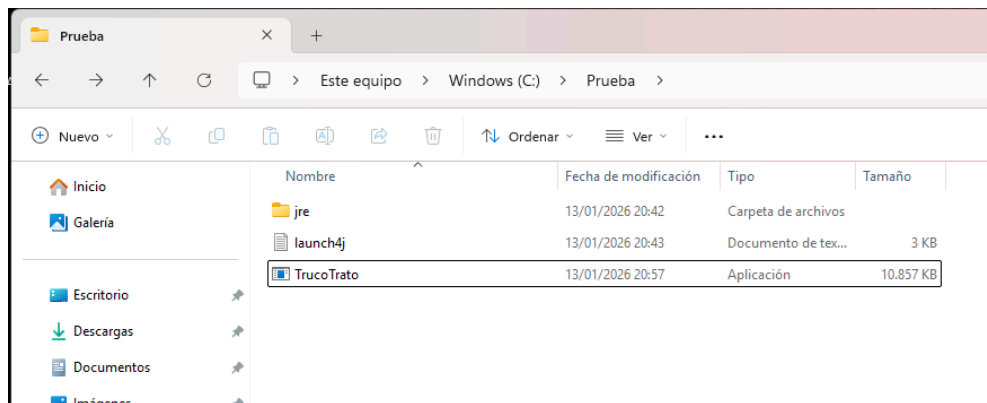 Prueba
Este equipo > Windows (C:) > Prueba >
Nuevo Ordenar Ver ...
Inicio
Galería
Escritorio
Descargas
Documentos
Imágenes
Nombre Fecha de modificación Tipo Tamaño
jre 13/01/2026 20:42 Carpeta de archivos
launch4j 13/01/2026 20:43 Documento de tex... 3 KB
TrucoTrato 13/01/2026 20:57 Aplicación 10.857 KB